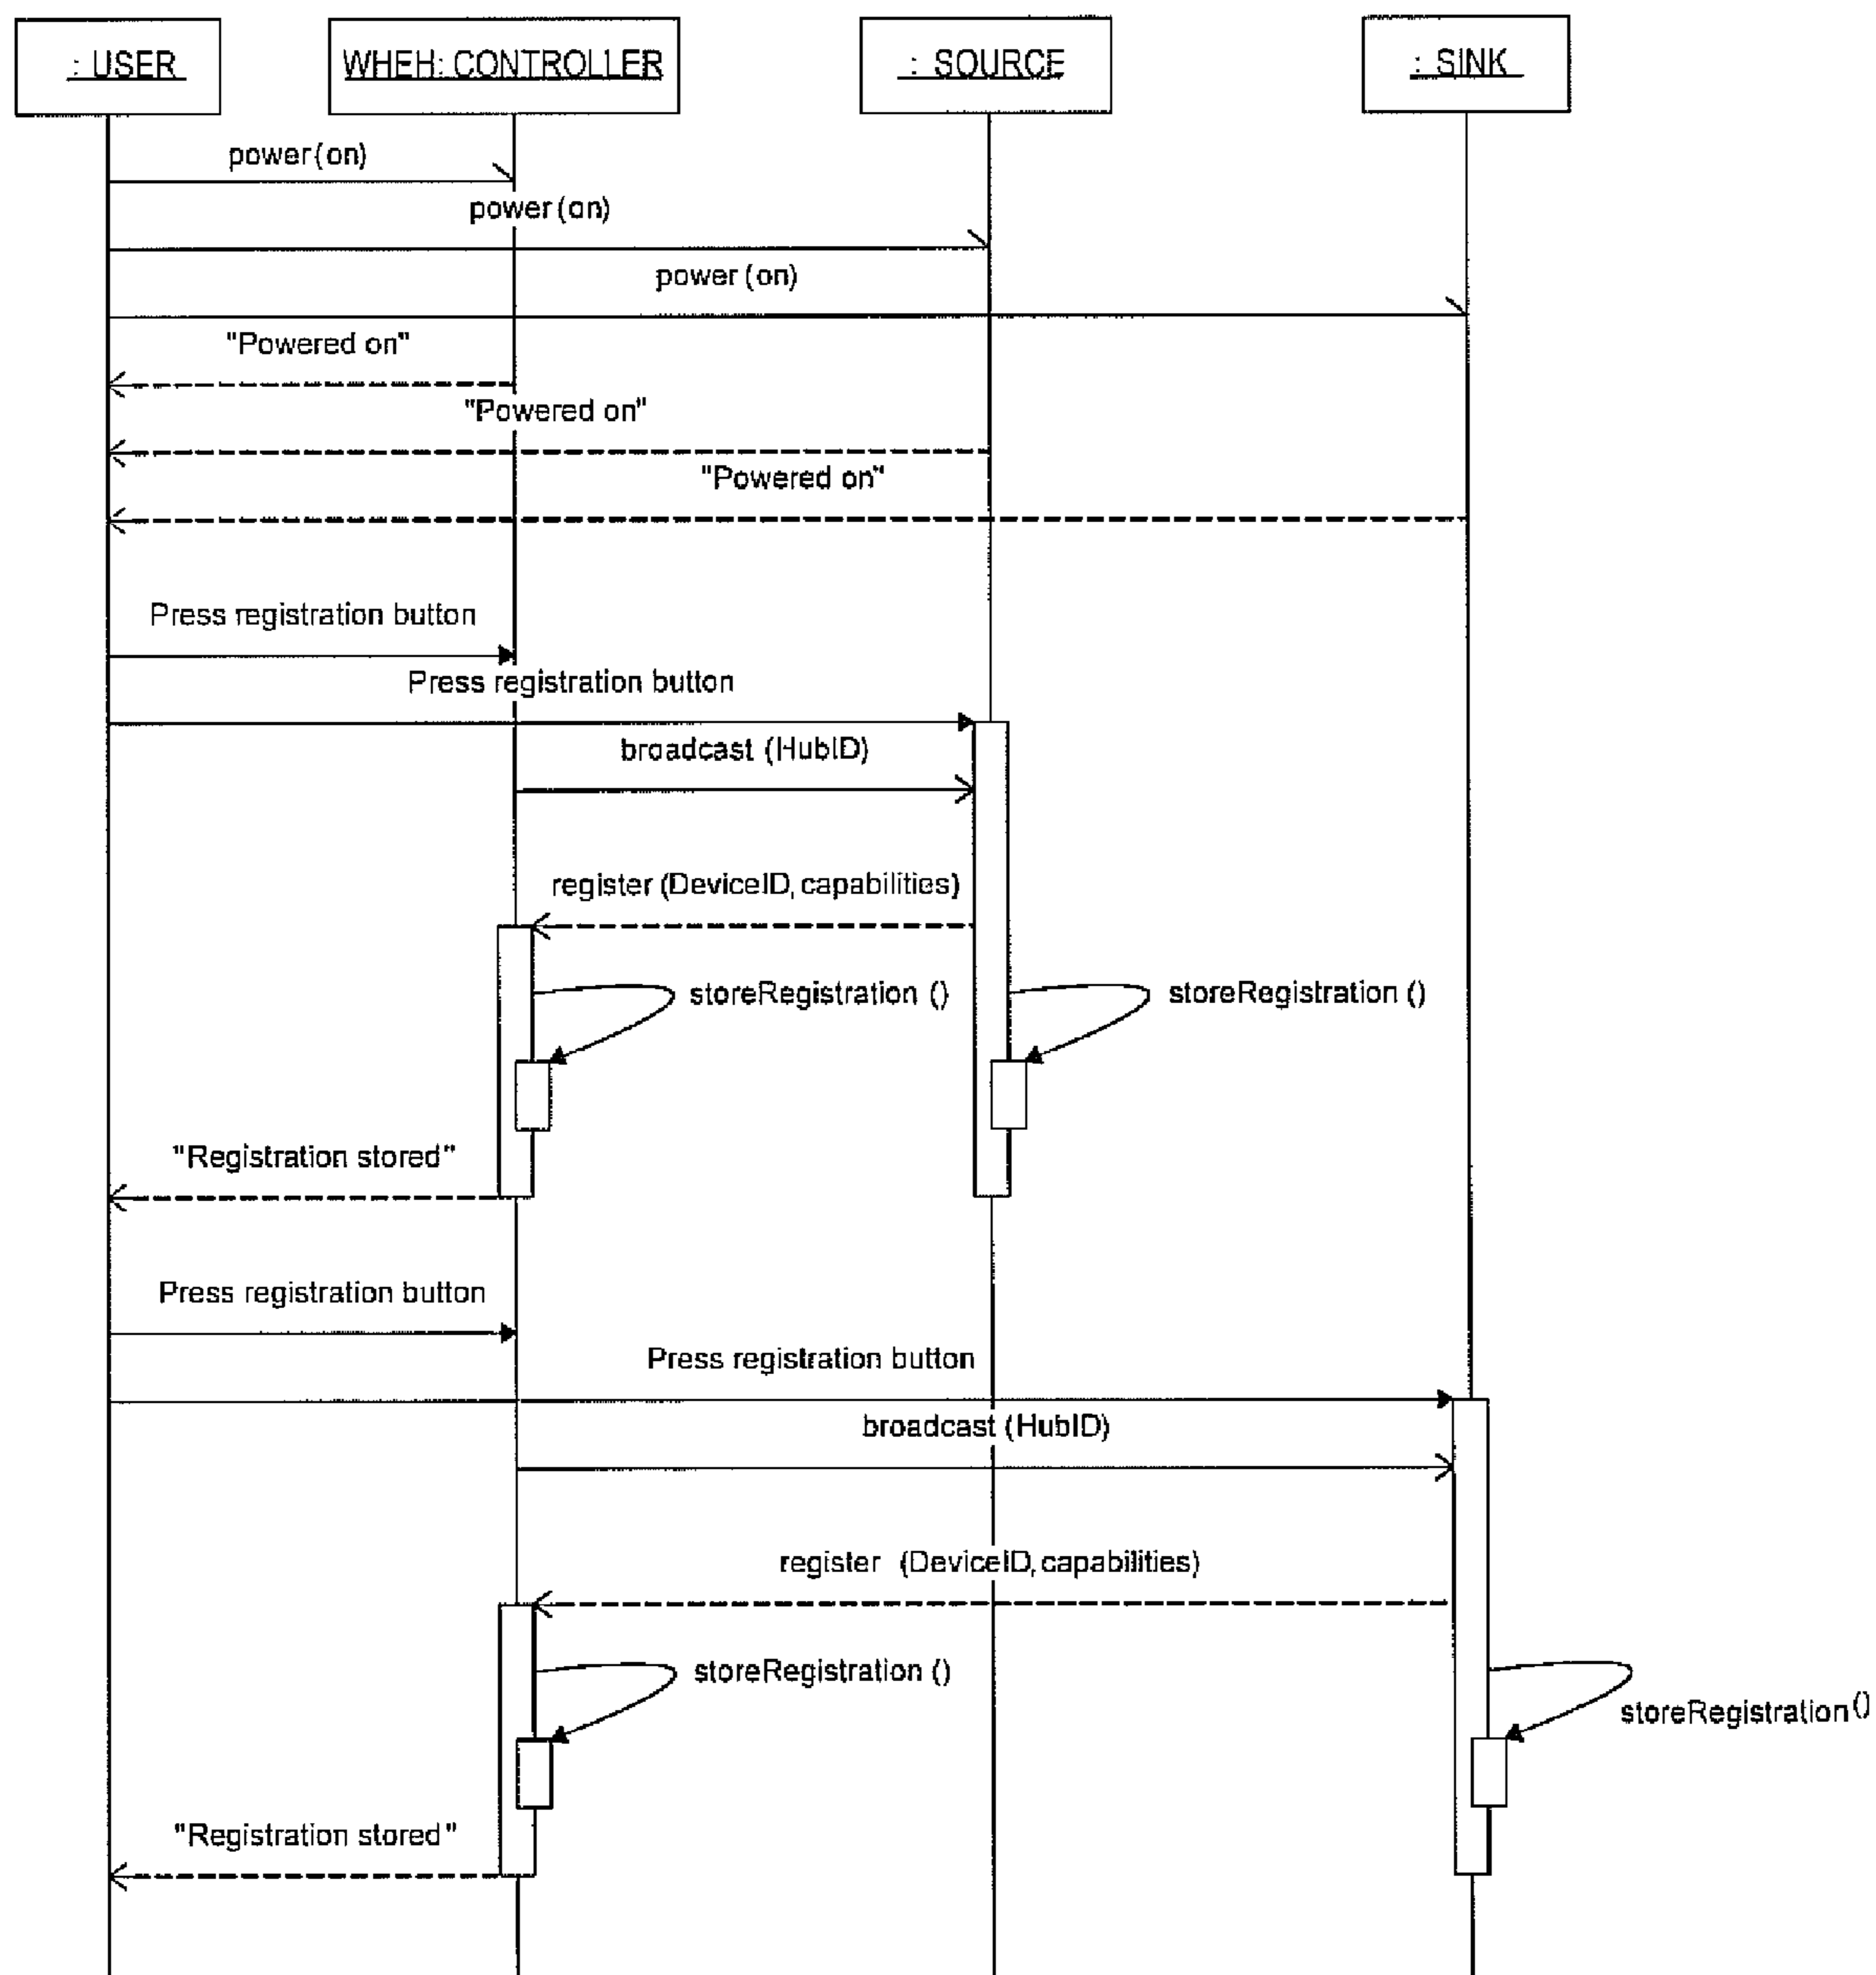 : USER
WHEH: CONTROLLER
: SOURCE
: SINK
power (on)
power (on)
power (on)
"Powered on"
"Powered on"
"Powered on"
Press registration button
Press registration button
broadcast (HubID)
register (DeviceID, capabilities)
storeRegistration ()
storeRegistration ()
"Registration stored"
Press registration button
Press registration button
broadcast (HubID)
register (DeviceID, capabilities)
storeRegistration ()
storeRegistration ()
"Registration stored"